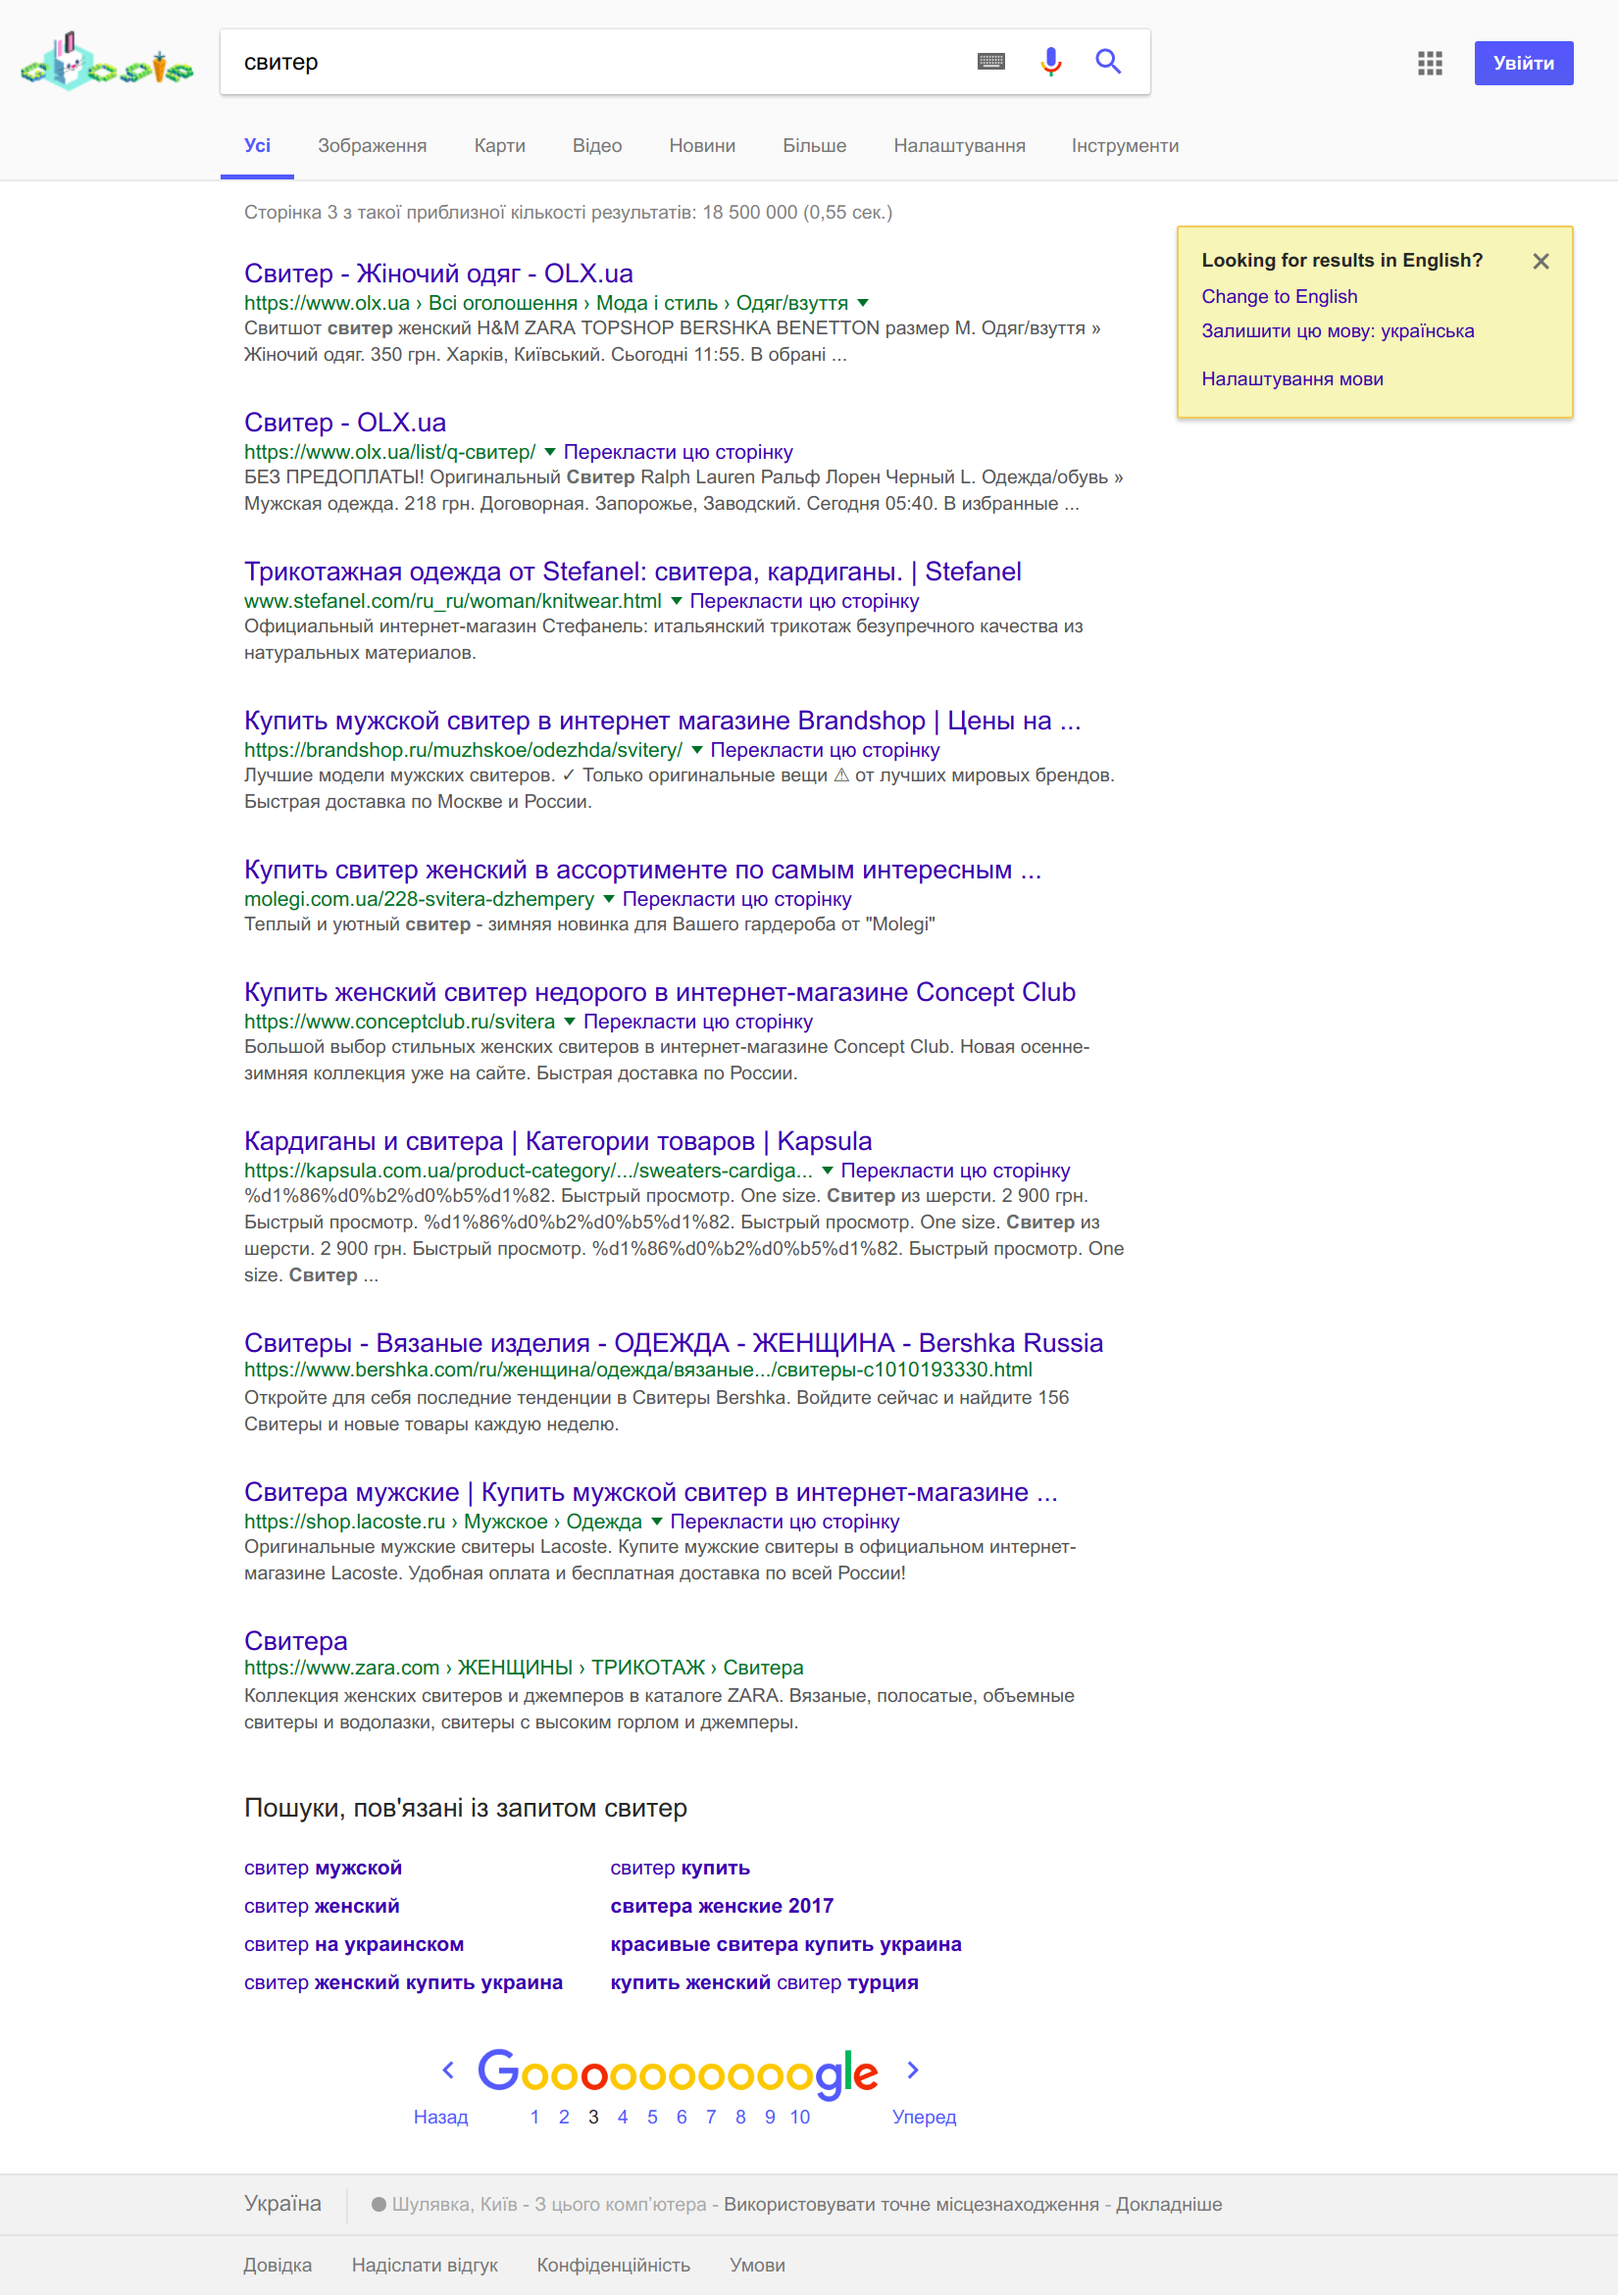 свитер
Увійти
Усі Зображення Карти Відео Новини Більше Налаштування Інструменти
Сторінка 3 з такої приблизної кількості результатів: 18 500 000 (0,55 сек.)
Looking for results in English?
Change to English
Залишити цю мову: українська
Налаштування мови
Свитер - Жіночий одяг - OLX.ua
https://www.olx.ua › Всі оголошення › Мода і стиль › Одяг/взуття
Свитшот свитер женский H&M ZARA TOPSHOP BERSHKA BENETTON размер M. Одяг/взуття »
Жіночий одяг. 350 грн. Харків, Київський. Сьогодні 11:55. В обрані ...
Свитер - OLX.ua
https://www.olx.ua/list/q-свитер/ Перекласти цю сторінку
БЕЗ ПРЕДОПЛАТЫ! Оригинальный Свитер Ralph Lauren Ральф Лорен Черный L. Одежда/обувь »
Мужская одежда. 218 грн. Договорная. Запорожье, Заводский. Сегодня 05:40. В избранные ...
Трикотажная одежда от Stefanel: свитера, кардиганы. | Stefanel
www.stefanel.com/ru_ru/woman/knitwear.html Перекласти цю сторінку
Официальный интернет-магазин Стефанель: итальянский трикотаж безупречного качества из
натуральных материалов.
Купить мужской свитер в интернет магазине Brandshop | Цены на ...
https://brandshop.ru/muzhskoe/odezhda/svitery/ Перекласти цю сторінку
Лучшие модели мужских свитеров. ✓ Только оригинальные вещи ⚠ от лучших мировых брендов.
Быстрая доставка по Москве и России.
Купить свитер женский в ассортименте по самым интересным ...
molegi.com.ua/228-svitera-dzhempery Перекласти цю сторінку
Теплый и уютный свитер - зимняя новинка для Вашего гардероба от "Molegi"
Купить женский свитер недорого в интернет-магазине Concept Club
https://www.conceptclub.ru/svitera Перекласти цю сторінку
Большой выбор стильных женских свитеров в интернет-магазине Concept Club. Новая осенне-
зимняя коллекция уже на сайте. Быстрая доставка по России.
Кардиганы и свитера | Категории товаров | Kapsula
https://kapsula.com.ua/product-category/.../sweaters-cardiga... Перекласти цю сторінку
%d1%86%d0%b2%d0%b5%d1%82. Быстрый просмотр. One size. Свитер из шерсти. 2 900 грн.
Быстрый просмотр. %d1%86%d0%b2%d0%b5%d1%82. Быстрый просмотр. One size. Свитер из
шерсти. 2 900 грн. Быстрый просмотр. %d1%86%d0%b2%d0%b5%d1%82. Быстрый просмотр. One
size. Свитер ...
Свитеры - Вязаные изделия - ОДЕЖДА - ЖЕНЩИНА - Bershka Russia
https://www.bershka.com/ru/женщина/одежда/вязаные.../свитеры-c1010193330.html
Откройте для себя последние тенденции в Свитеры Bershka. Войдите сейчас и найдите 156
Свитеры и новые товары каждую неделю.
Свитера мужские | Купить мужской свитер в интернет-магазине ...
https://shop.lacoste.ru › Мужское › Одежда Перекласти цю сторінку
Оригинальные мужские свитеры Lacoste. Купите мужские свитеры в официальном интернет-
магазине Lacoste. Удобная оплата и бесплатная доставка по всей России!
Свитера
https://www.zara.com › ЖЕНЩИНЫ › ТРИКОТАЖ › Свитера
Коллекция женских свитеров и джемперов в каталоге ZARA. Вязаные, полосатые, объемные
свитеры и водолазки, свитеры с высоким горлом и джемперы.
Пошуки, пов'язані із запитом свитер
свитер мужской свитер купить
свитер женский свитера женские 2017
свитер на украинском красивые свитера купить украина
свитер женский купить украина купить женский свитер турция
Goooooooooogle
Назад 1 2 3 4 5 6 7 8 9 10 Уперед
Україна Шулявка, Київ - З цього комп'ютера - Використовувати точне місцезнаходження - Докладніше
Довідка Надіслати відгук Конфіденційність Умови